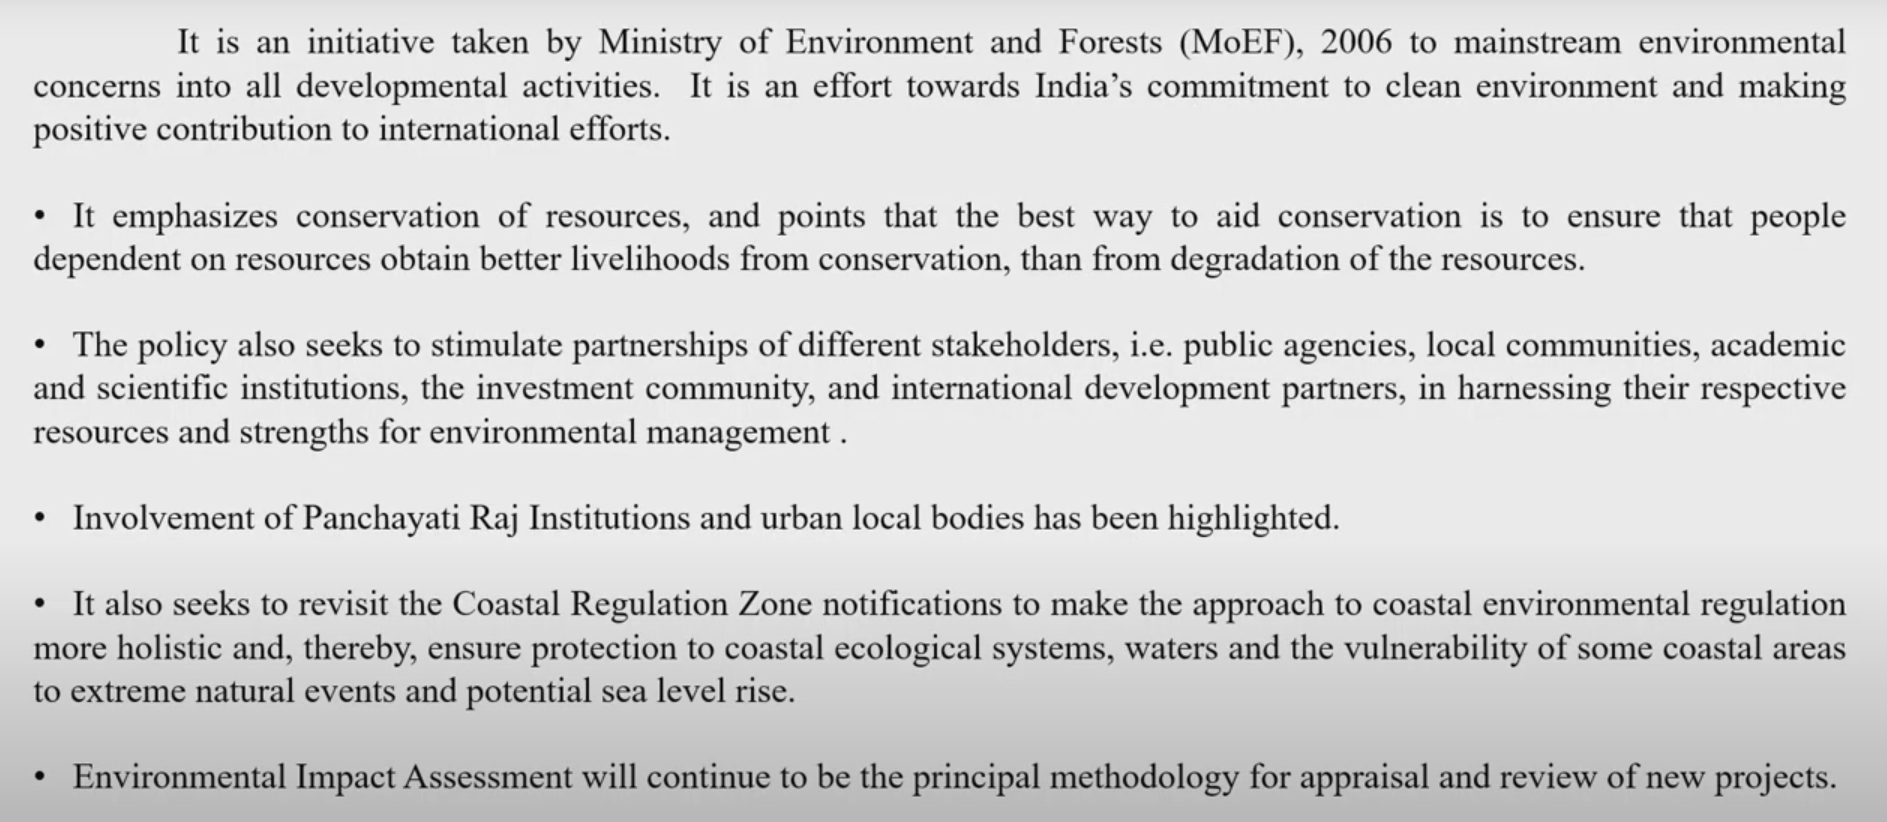 It is an initiative taken by Ministry of Environment and Forests (MoEF), 2006 to mainstream environmental
concerns into all developmental activities. It is an effort towards India's commitment to clean environment and making
positive contribution to international efforts.
• It emphasizes conservation of resources, and points that the best way to aid conservation is to ensure that people
dependent on resources obtain better livelihoods from conservation, than from degradation of the resources.
• The policy also seeks to stimulate partnerships of different stakeholders, i.e. public agencies, local communities, academic
and scientific institutions, the investment community, and international development partners, in harnessing their respective
resources and strengths for environmental management .
• Involvement of Panchayati Raj Institutions and urban local bodies has been highlighted.
• It also seeks to revisit the Coastal Regulation Zone notifications to make the approach to coastal environmental regulation
more holistic and, thereby, ensure protection to coastal ecological systems, waters and the vulnerability of some coastal areas
to extreme natural events and potential sea level rise.
• Environmental Impact Assessment will continue to be the principal methodology for appraisal and review of new projects.